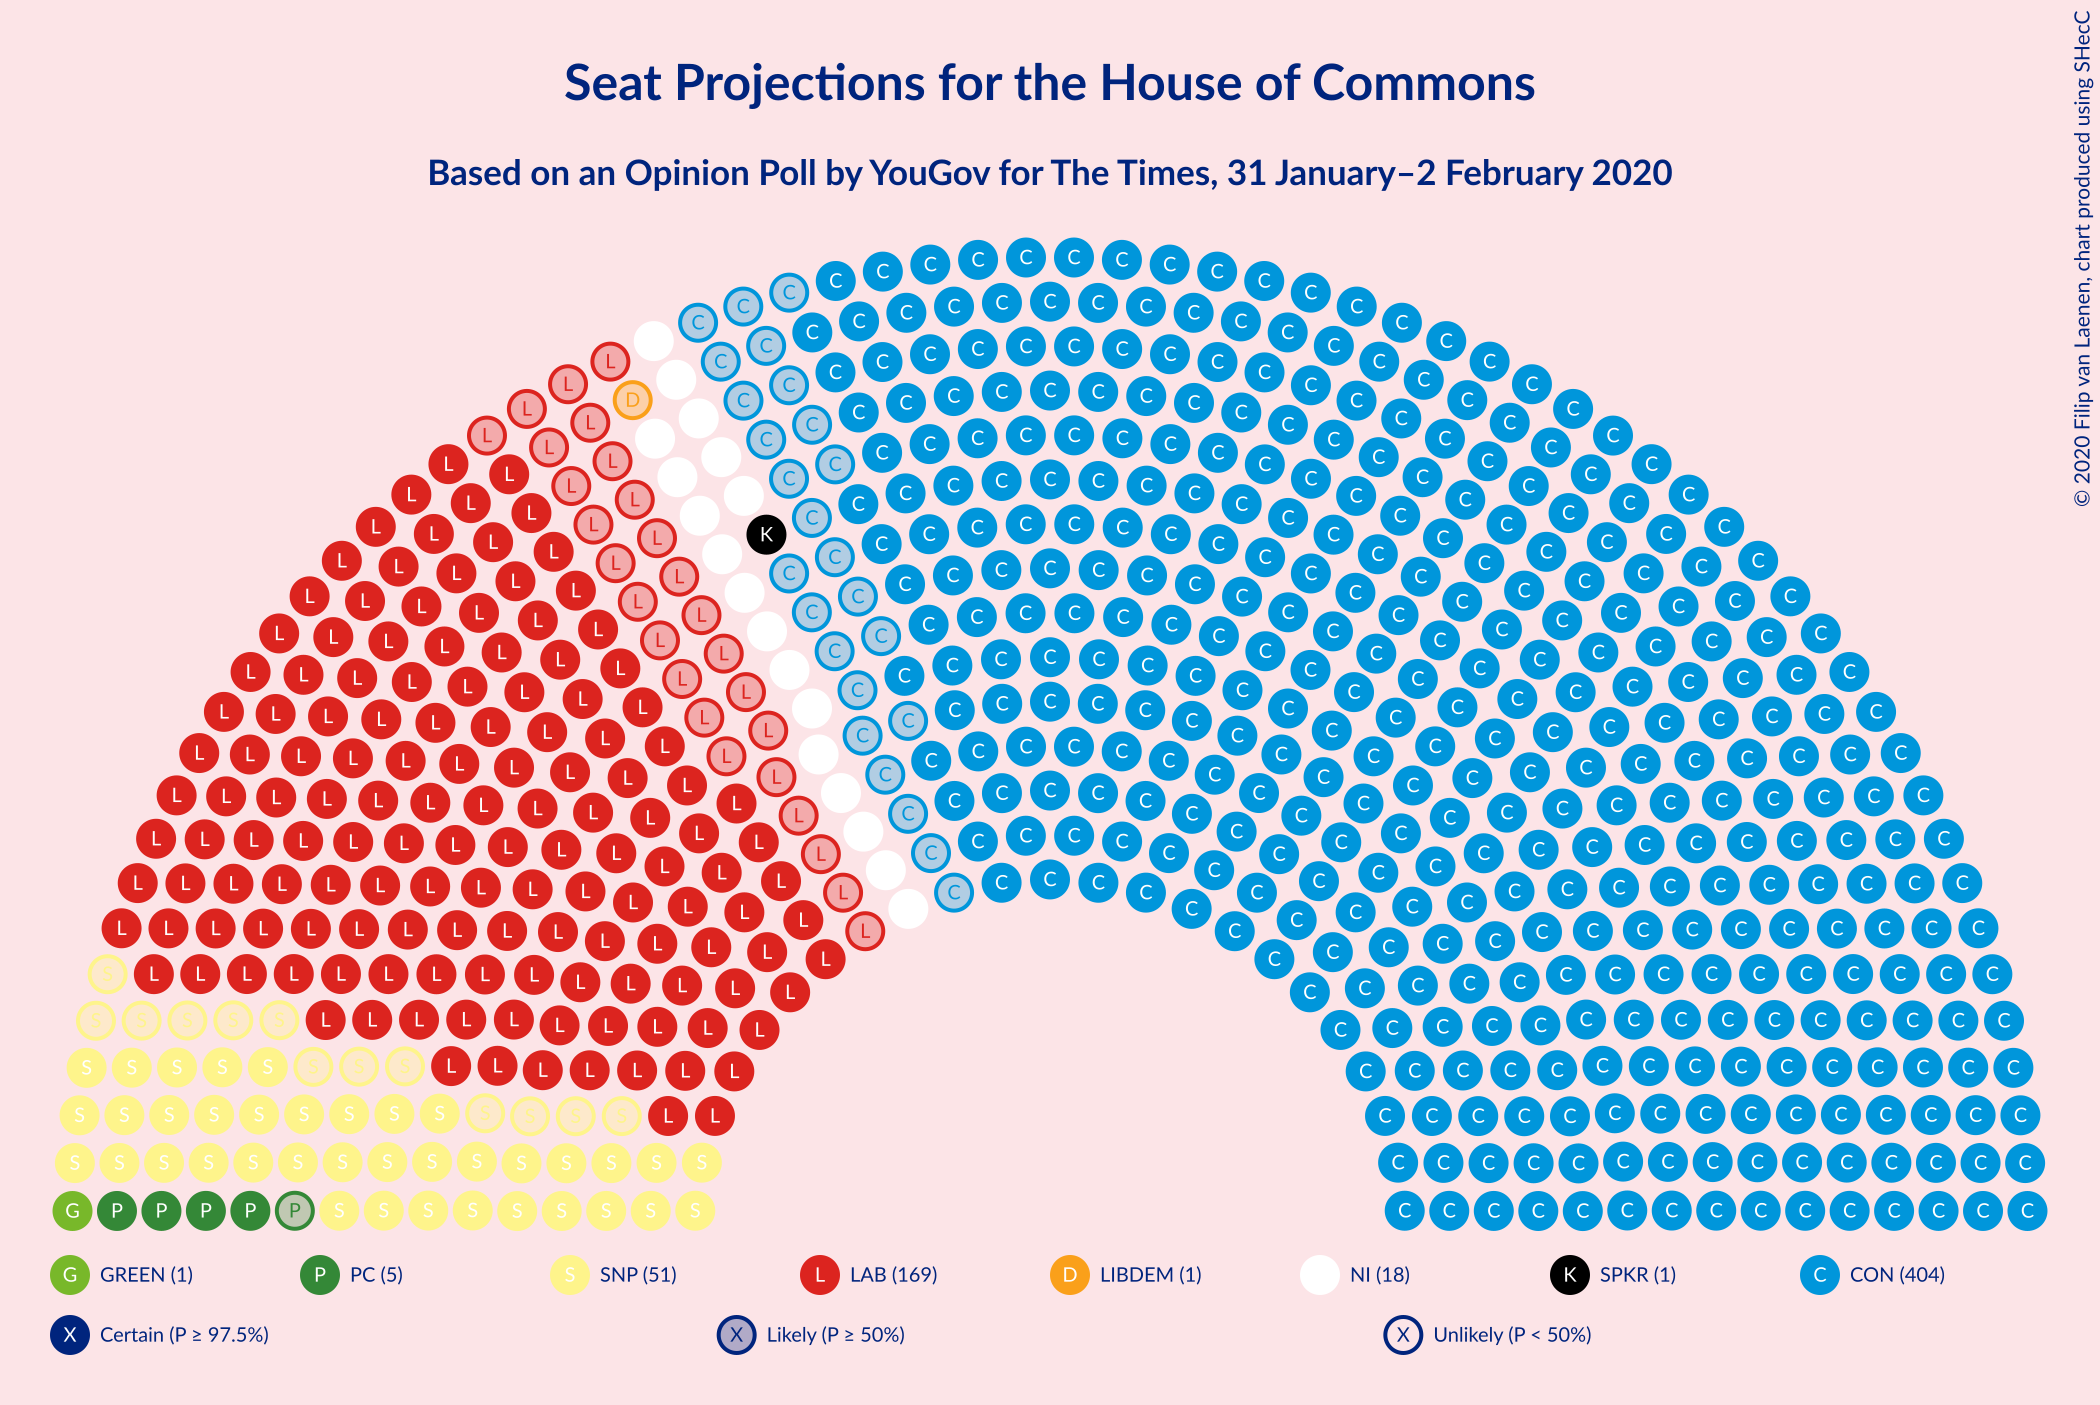 Seat Projections for the House of Commons
Based on an Opinion Poll by YouGov for The Times, 31 January–2 February 2020
© 2020 Filip van Laenen, chart produced using SHecC
G GREEN (1)
P PC (5)
S SNP (51)
L LAB (169)
D LIBDEM (1)
NI (18)
K SPKR (1)
C CON (404)
X Certain (P ≥ 97.5%)
X Likely (P ≥ 50%)
X Unlikely (P < 50%)